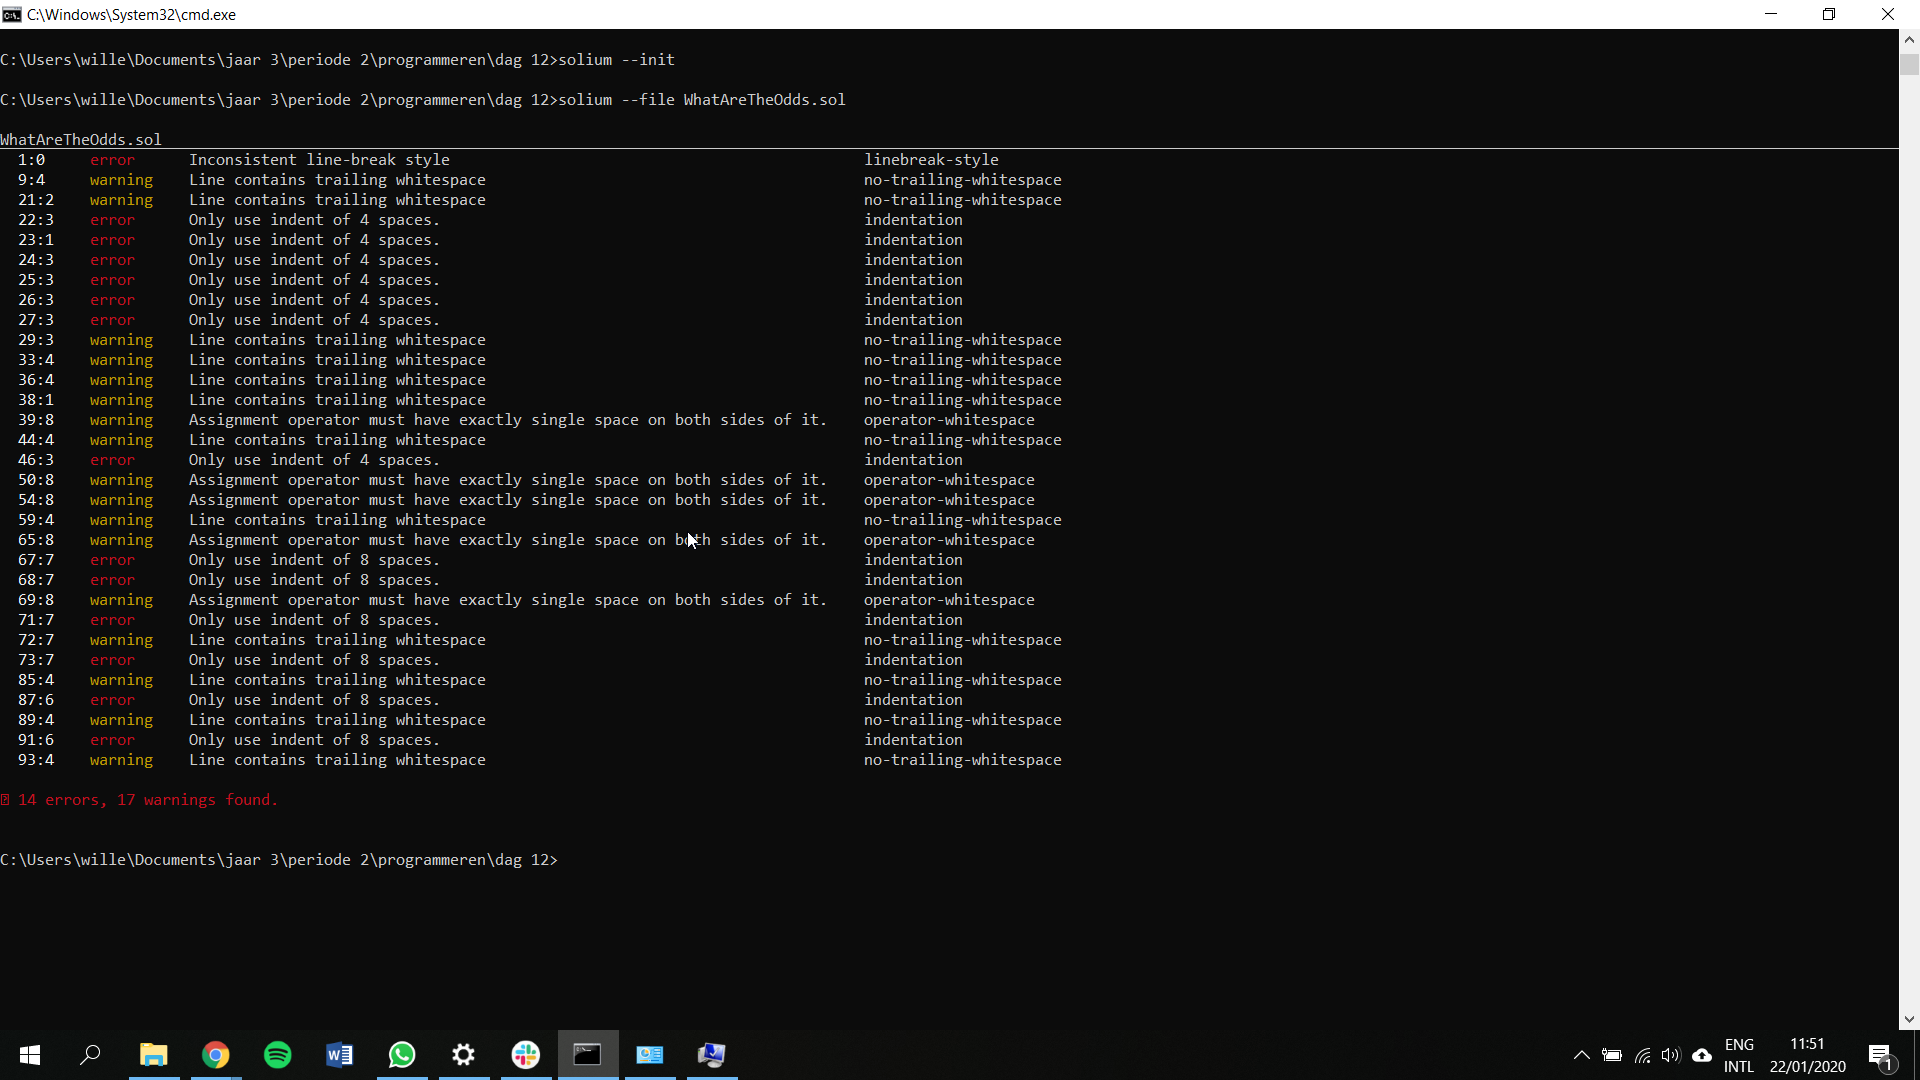 C:\Windows\System32\cmd.exe
C:\Users\wille\Documents\jaar 3\periode 2\programmeren\dag 12>solium --init
C:\Users\wille\Documents\jaar 3\periode 2\programmeren\dag 12>solium --file WhatAreTheOdds.sol
WhatAreTheOdds.sol
1:0 error Inconsistent line-break style linebreak-style
9:4 warning Line contains trailing whitespace no-trailing-whitespace
21:2 warning Line contains trailing whitespace no-trailing-whitespace
22:3 error Only use indent of 4 spaces. indentation
23:1 error Only use indent of 4 spaces. indentation
24:3 error Only use indent of 4 spaces. indentation
25:3 error Only use indent of 4 spaces. indentation
26:3 error Only use indent of 4 spaces. indentation
27:3 error Only use indent of 4 spaces. indentation
29:3 warning Line contains trailing whitespace no-trailing-whitespace
33:4 warning Line contains trailing whitespace no-trailing-whitespace
36:4 warning Line contains trailing whitespace no-trailing-whitespace
38:1 warning Line contains trailing whitespace no-trailing-whitespace
39:8 warning Assignment operator must have exactly single space on both sides of it. operator-whitespace
44:4 warning Line contains trailing whitespace no-trailing-whitespace
46:3 error Only use indent of 4 spaces. indentation
50:8 warning Assignment operator must have exactly single space on both sides of it. operator-whitespace
54:8 warning Assignment operator must have exactly single space on both sides of it. operator-whitespace
59:4 warning Line contains trailing whitespace no-trailing-whitespace
65:8 warning Assignment operator must have exactly single space on both sides of it. operator-whitespace
67:7 error Only use indent of 8 spaces. indentation
68:7 error Only use indent of 8 spaces. indentation
69:8 warning Assignment operator must have exactly single space on both sides of it. operator-whitespace
71:7 error Only use indent of 8 spaces. indentation
72:7 warning Line contains trailing whitespace no-trailing-whitespace
73:7 error Only use indent of 8 spaces. indentation
85:4 warning Line contains trailing whitespace no-trailing-whitespace
87:6 error Only use indent of 8 spaces. indentation
89:4 warning Line contains trailing whitespace no-trailing-whitespace
91:6 error Only use indent of 8 spaces. indentation
93:4 warning Line contains trailing whitespace no-trailing-whitespace
14 errors, 17 warnings found.
C:\Users\wille\Documents\jaar 3\periode 2\programmeren\dag 12>
ENG
INTL
11:51
22/01/2020
1